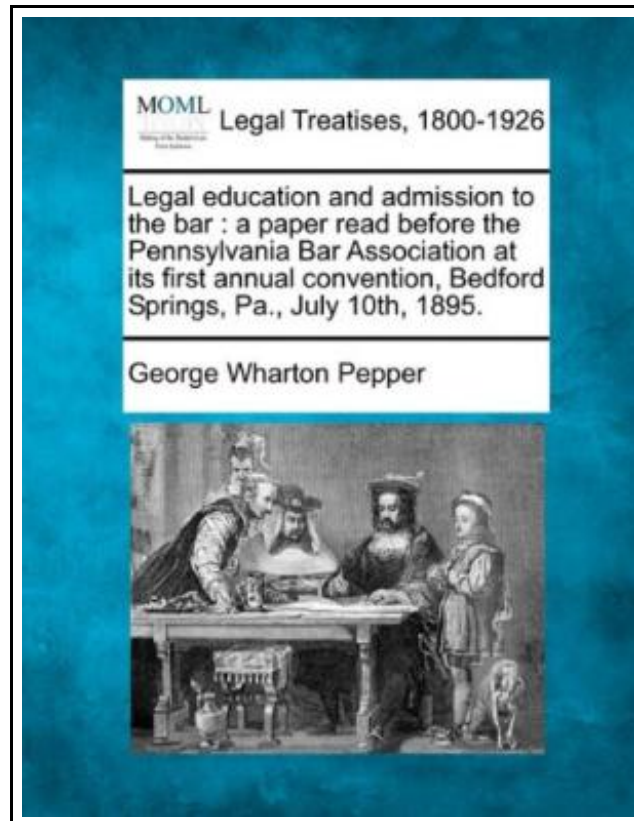 MOML
Legal Treatises, 1800-1926
Legal education and admission to
the bar : a paper read before the
Pennsylvania Bar Association at
its first annual convention, Bedford
Springs, Pa., July 10th, 1895.
George Wharton Pepper